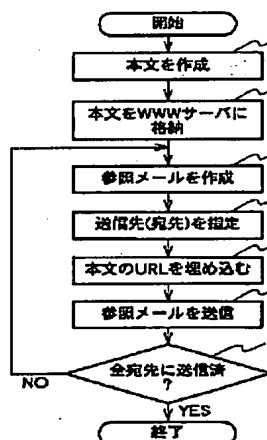 開始
本文を作成
本文をWWWサーバに
格納
参照メールを作成
送信先(宛先)を指定
本文のURLを埋め込む
参照メールを送信
全宛先に送信済
?
NO
YES
終了